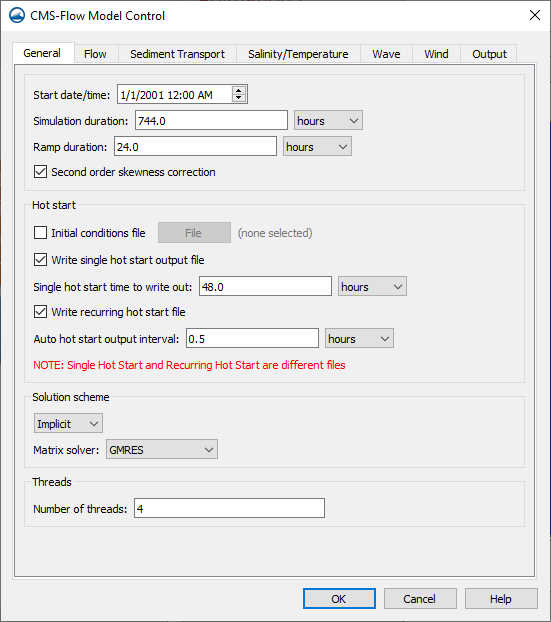 CMS-Flow Model Control
General Flow Sediment Transport Salinity/Temperature Wave Wind Output
Start date/time: 1/1/2001 12:00 AM
Simulation duration: 744.0 hours
Ramp duration: 24.0 hours
Second order skewness correction
Hot start
Initial conditions file File (none selected)
Write single hot start output file
Single hot start time to write out: 48.0 hours
Write recurring hot start file
Auto hot start output interval: 0.5 hours
NOTE: Single Hot Start and Recurring Hot Start are different files
Solution scheme
Implicit
Matrix solver: GMRES
Threads
Number of threads: 4
OK Cancel Help